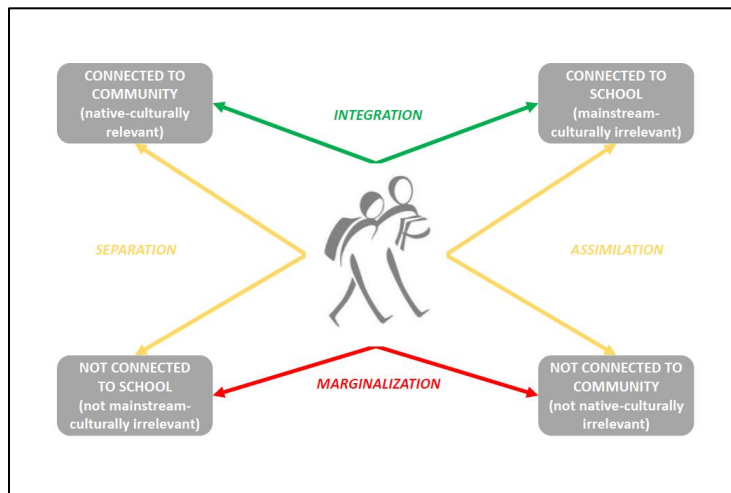 CONNECTED TO
COMMUNITY
(native-culturally
relevant)
INTEGRATION
CONNECTED TO
SCHOOL
(mainstream-
culturally irrelevant)
SEPARATION
ASSIMILATION
NOT CONNECTED
TO SCHOOL
(not mainstream-
culturally irrelevant)
MARGINALIZATION
NOT CONNECTED TO
COMMUNITY
(not native-culturally
irrelevant)